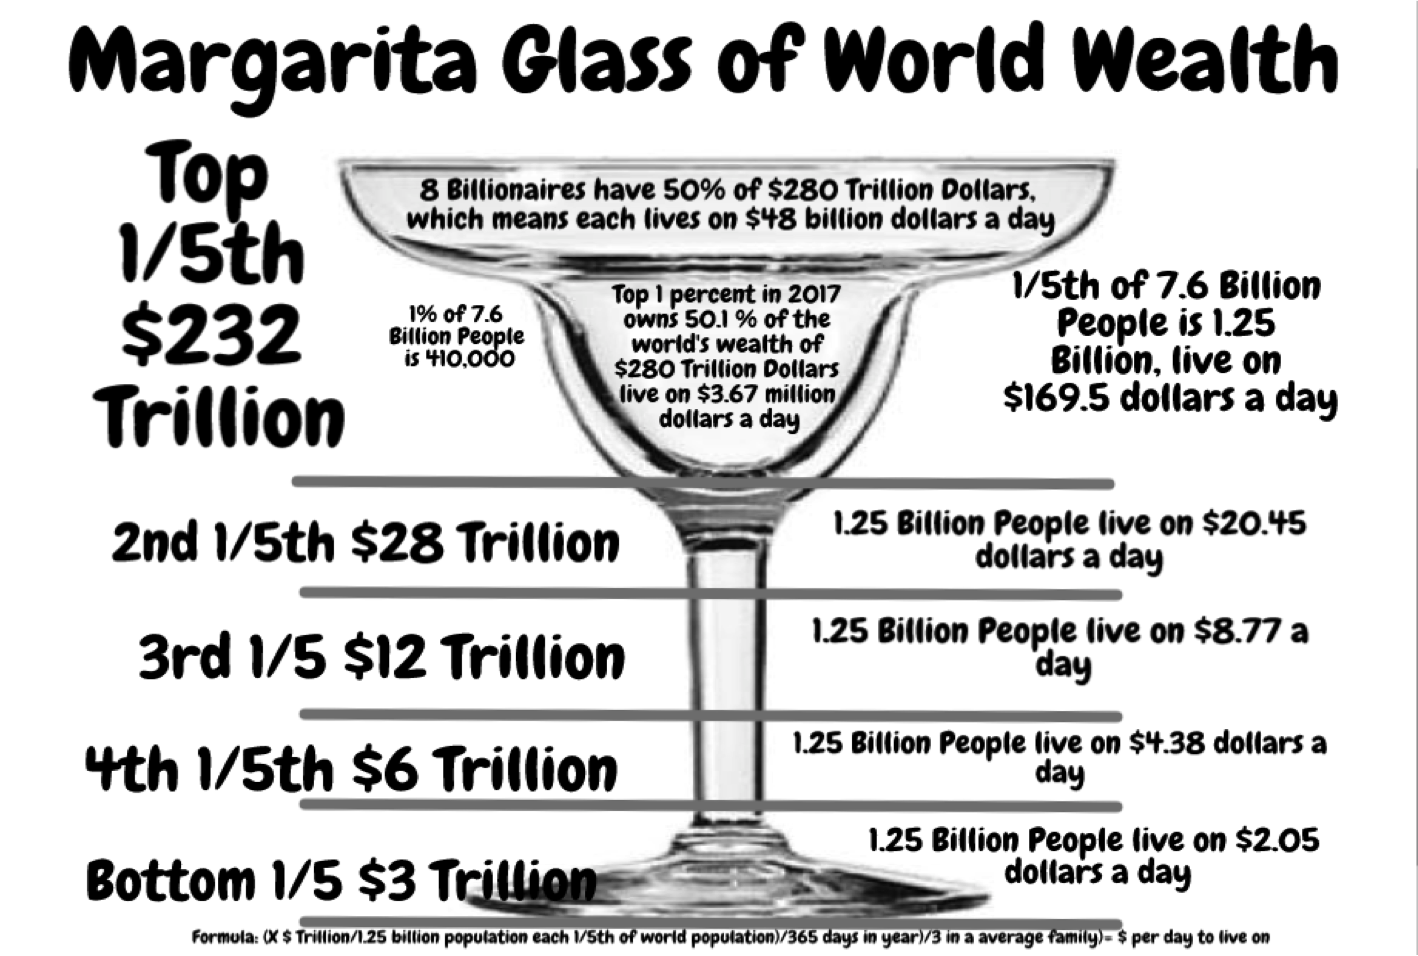 Margarita Glass of World Wealth
Top
1/5th
$232
Trillion
8 Billionaires have 50% of $280 Trillion Dollars,
which means each lives on $48 billion dollars a day
1% of 7.6
Billion People
is 410,000
Top 1 percent in 2017
owns 50.1 % of the
world's wealth of
$280 Trillion Dollars
live on $3.67 million
dollars a day
1/5th of 7.6 Billion
People is 1.25
Billion, live on
$169.5 dollars a day
2nd 1/5th $28 Trillion
1.25 Billion People live on $20.45
dollars a day
3rd 1/5 $12 Trillion
1.25 Billion People live on $8.77 a
day
4th 1/5th $6 Trillion
1.25 Billion People live on $4.38 dollars a
day
Bottom 1/5 $3 Trillion
1.25 Billion People live on $2.05
dollars a day
Formula: (X $ Trillion/1.25 billion population each 1/5th of world population)/365 days in year)/3 in a average family)= $ per day to live on